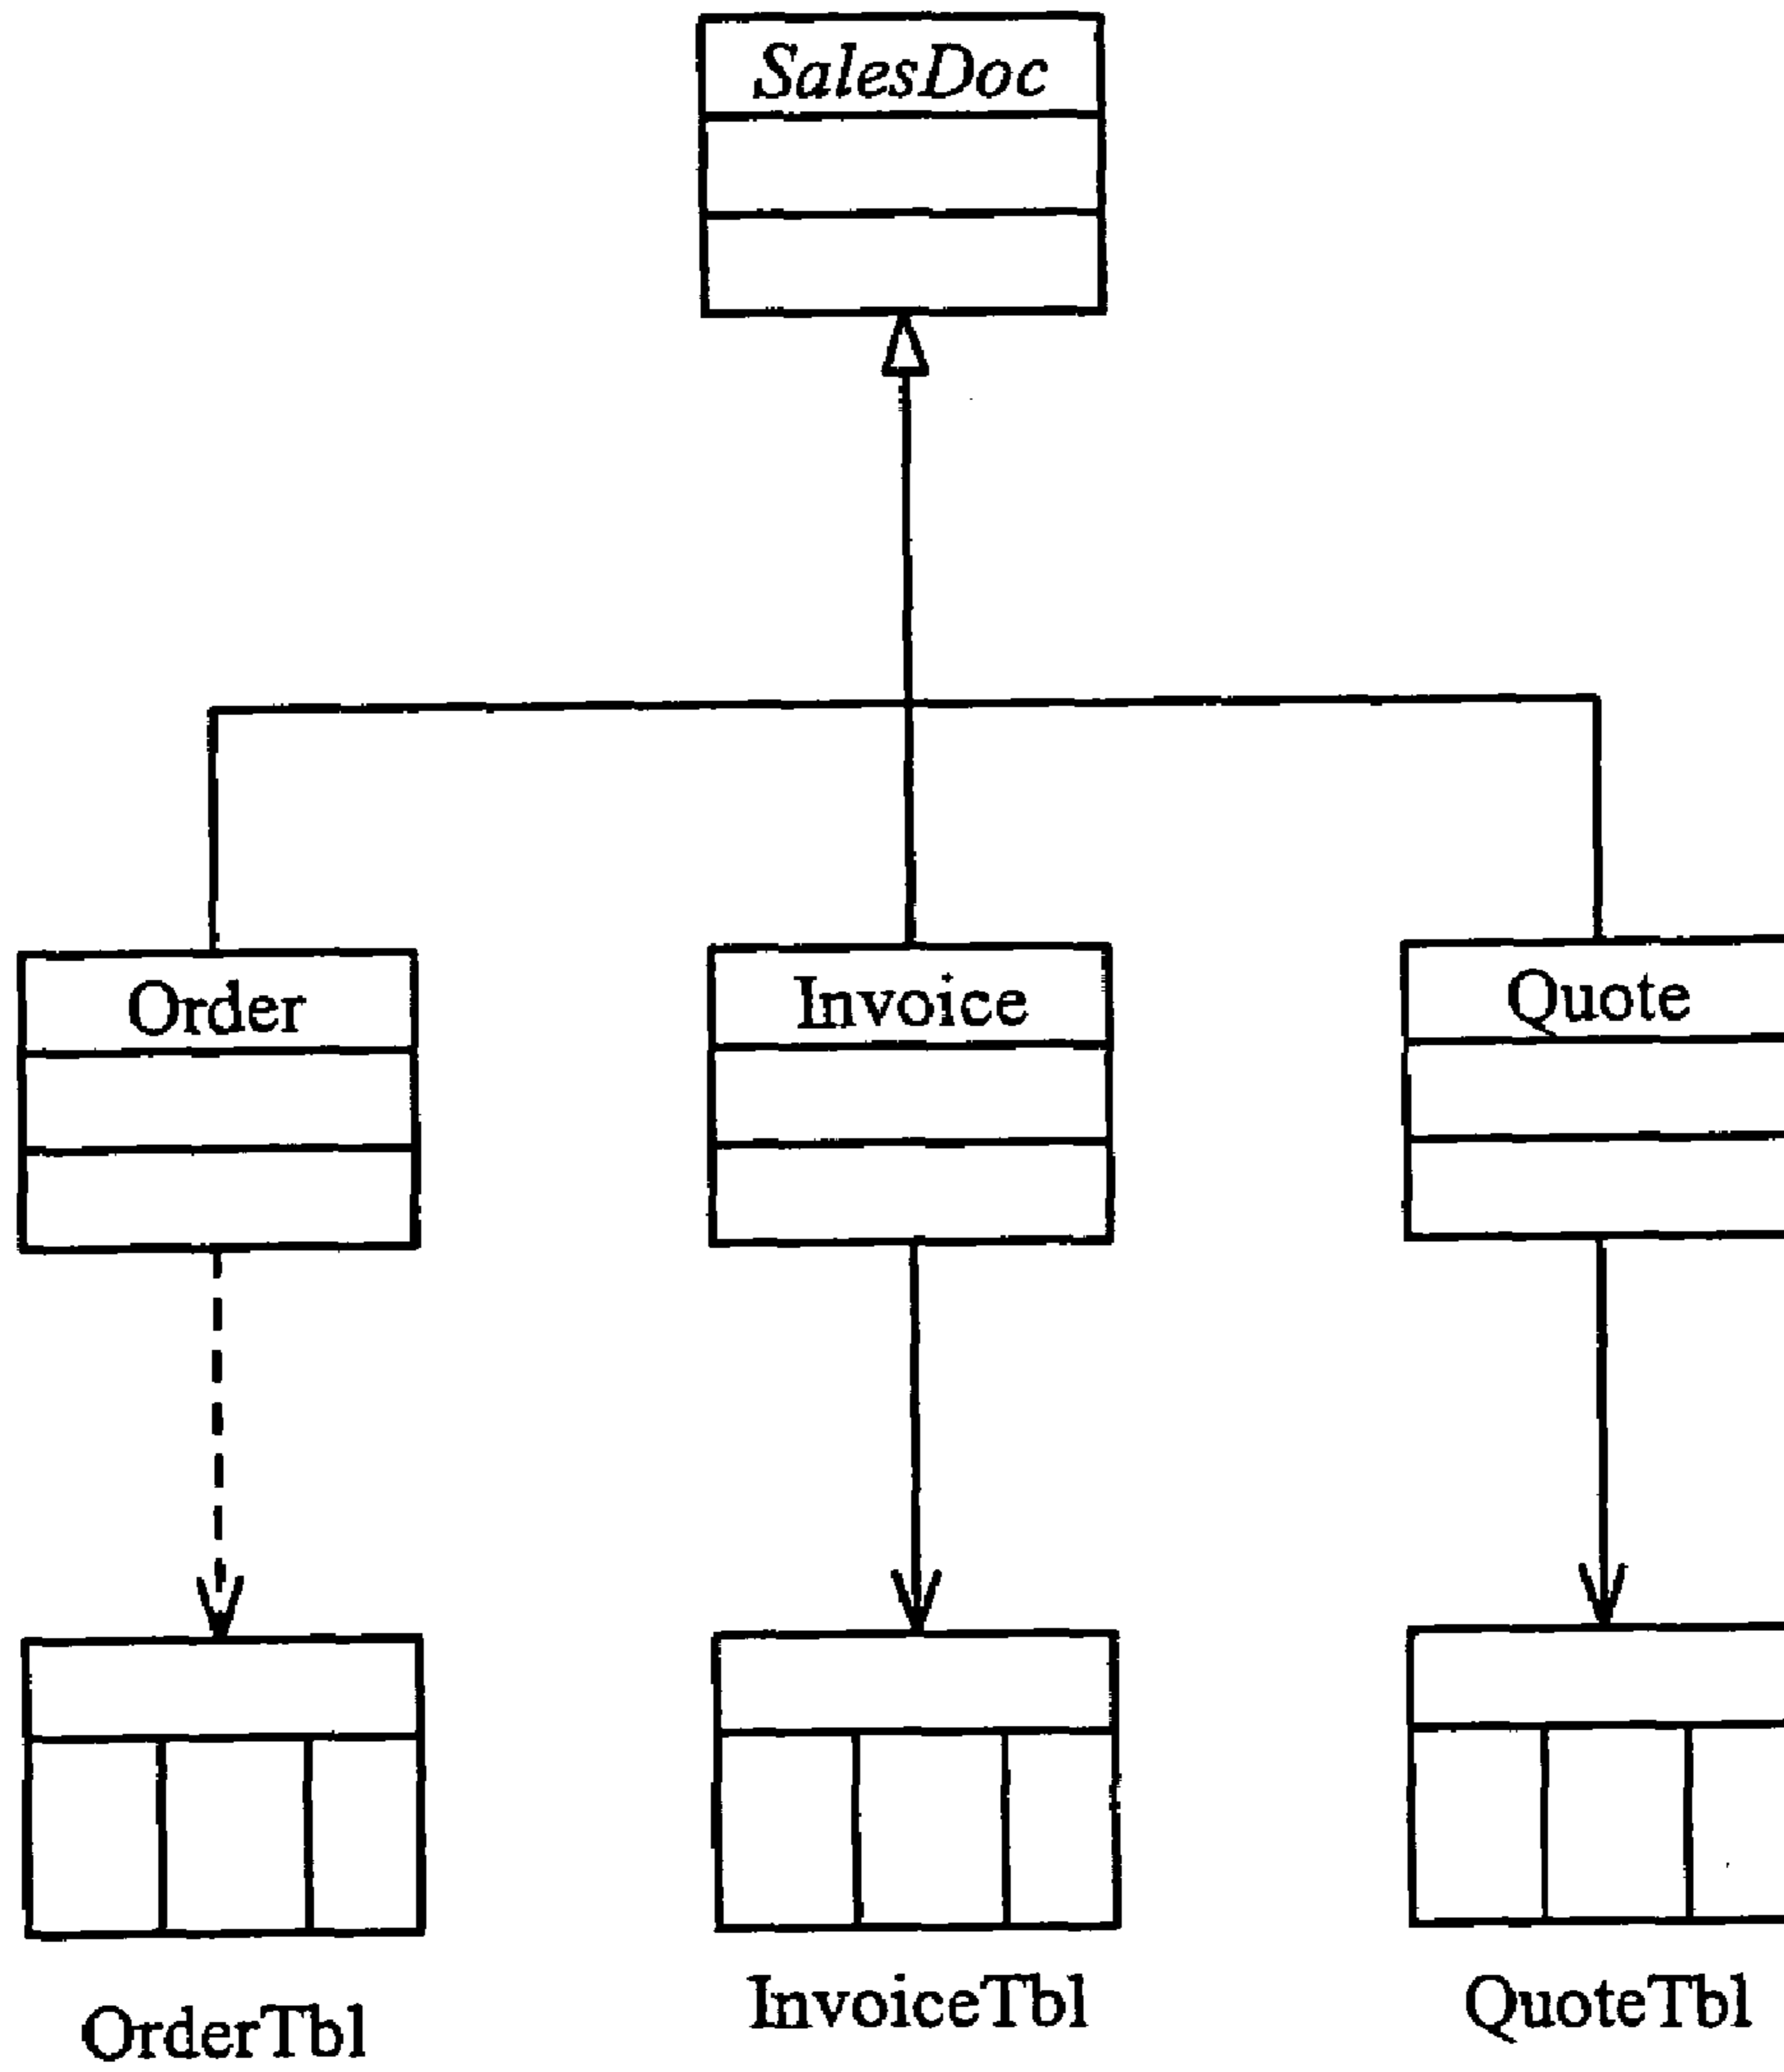 SalesDoc
Order
Invoice
Quote
OrderTbl
InvoiceTbl
QuoteTbl